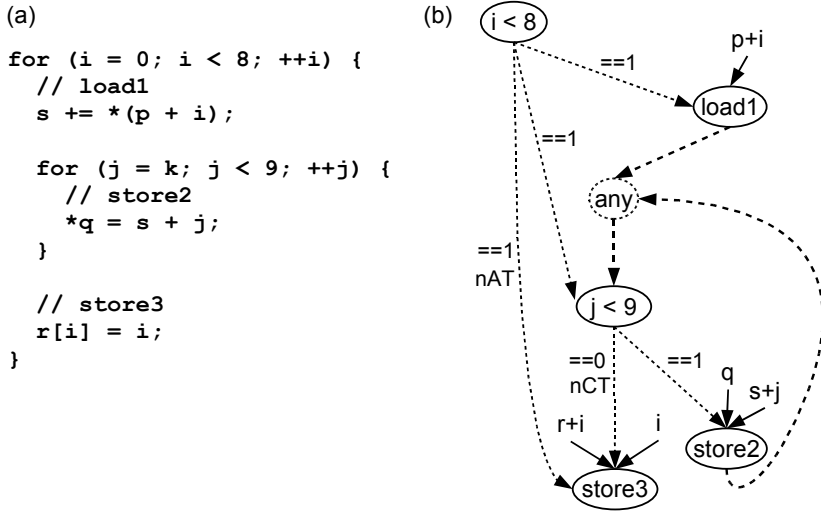 (a)
for (i = 0; i < 8; ++i) {
// load1
s += *(p + i);
for (j = k; j < 9; ++j) {
// store2
*q = s + j;
}
// store3
r[i] = i;
}
(b)
i < 8
p+i
==1
load1
==1
any
==1
nAT
j < 9
==0
nCT
==1
q
s+j
r+i
i
store2
store3